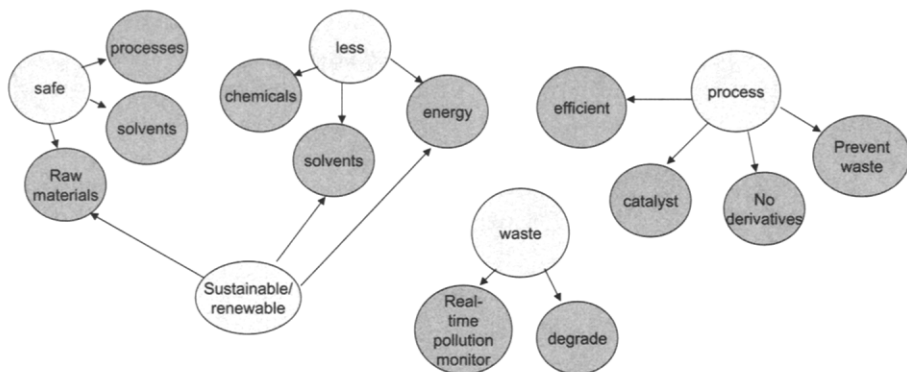 processes
safe
solvents
Raw
materials
less
chemicals
energy
solvents
Sustainable/
renewable
efficient
process
catalyst
No
derivatives
Prevent
waste
waste
Real-
time
pollution
monitor
degrade